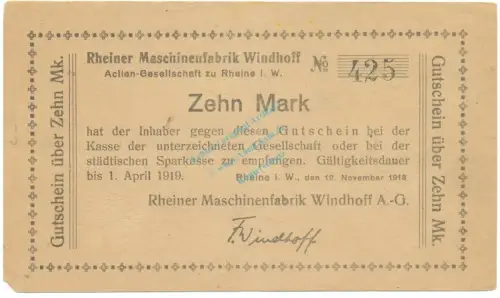 Gutschein über Zehn Mk.
Rheiner Maschinenfabrik Windhoff
Actien-Gesellschaft zu Rheine i. W.
No 425
Zehn Mark
hat der Inhaber gegen diesen Gutschein bei der
Kasse der unterzeichneten Gesellschaft oder bei der
städtischen Sparkasse zu empfangen. Gültigkeitsdauer
bis 1. April 1919. Rheine i. W., den 19. November 1918
Rheiner Maschinenfabrik Windhoff A.-G.
F. Windhoff
Gutschein über Zehn Mk.